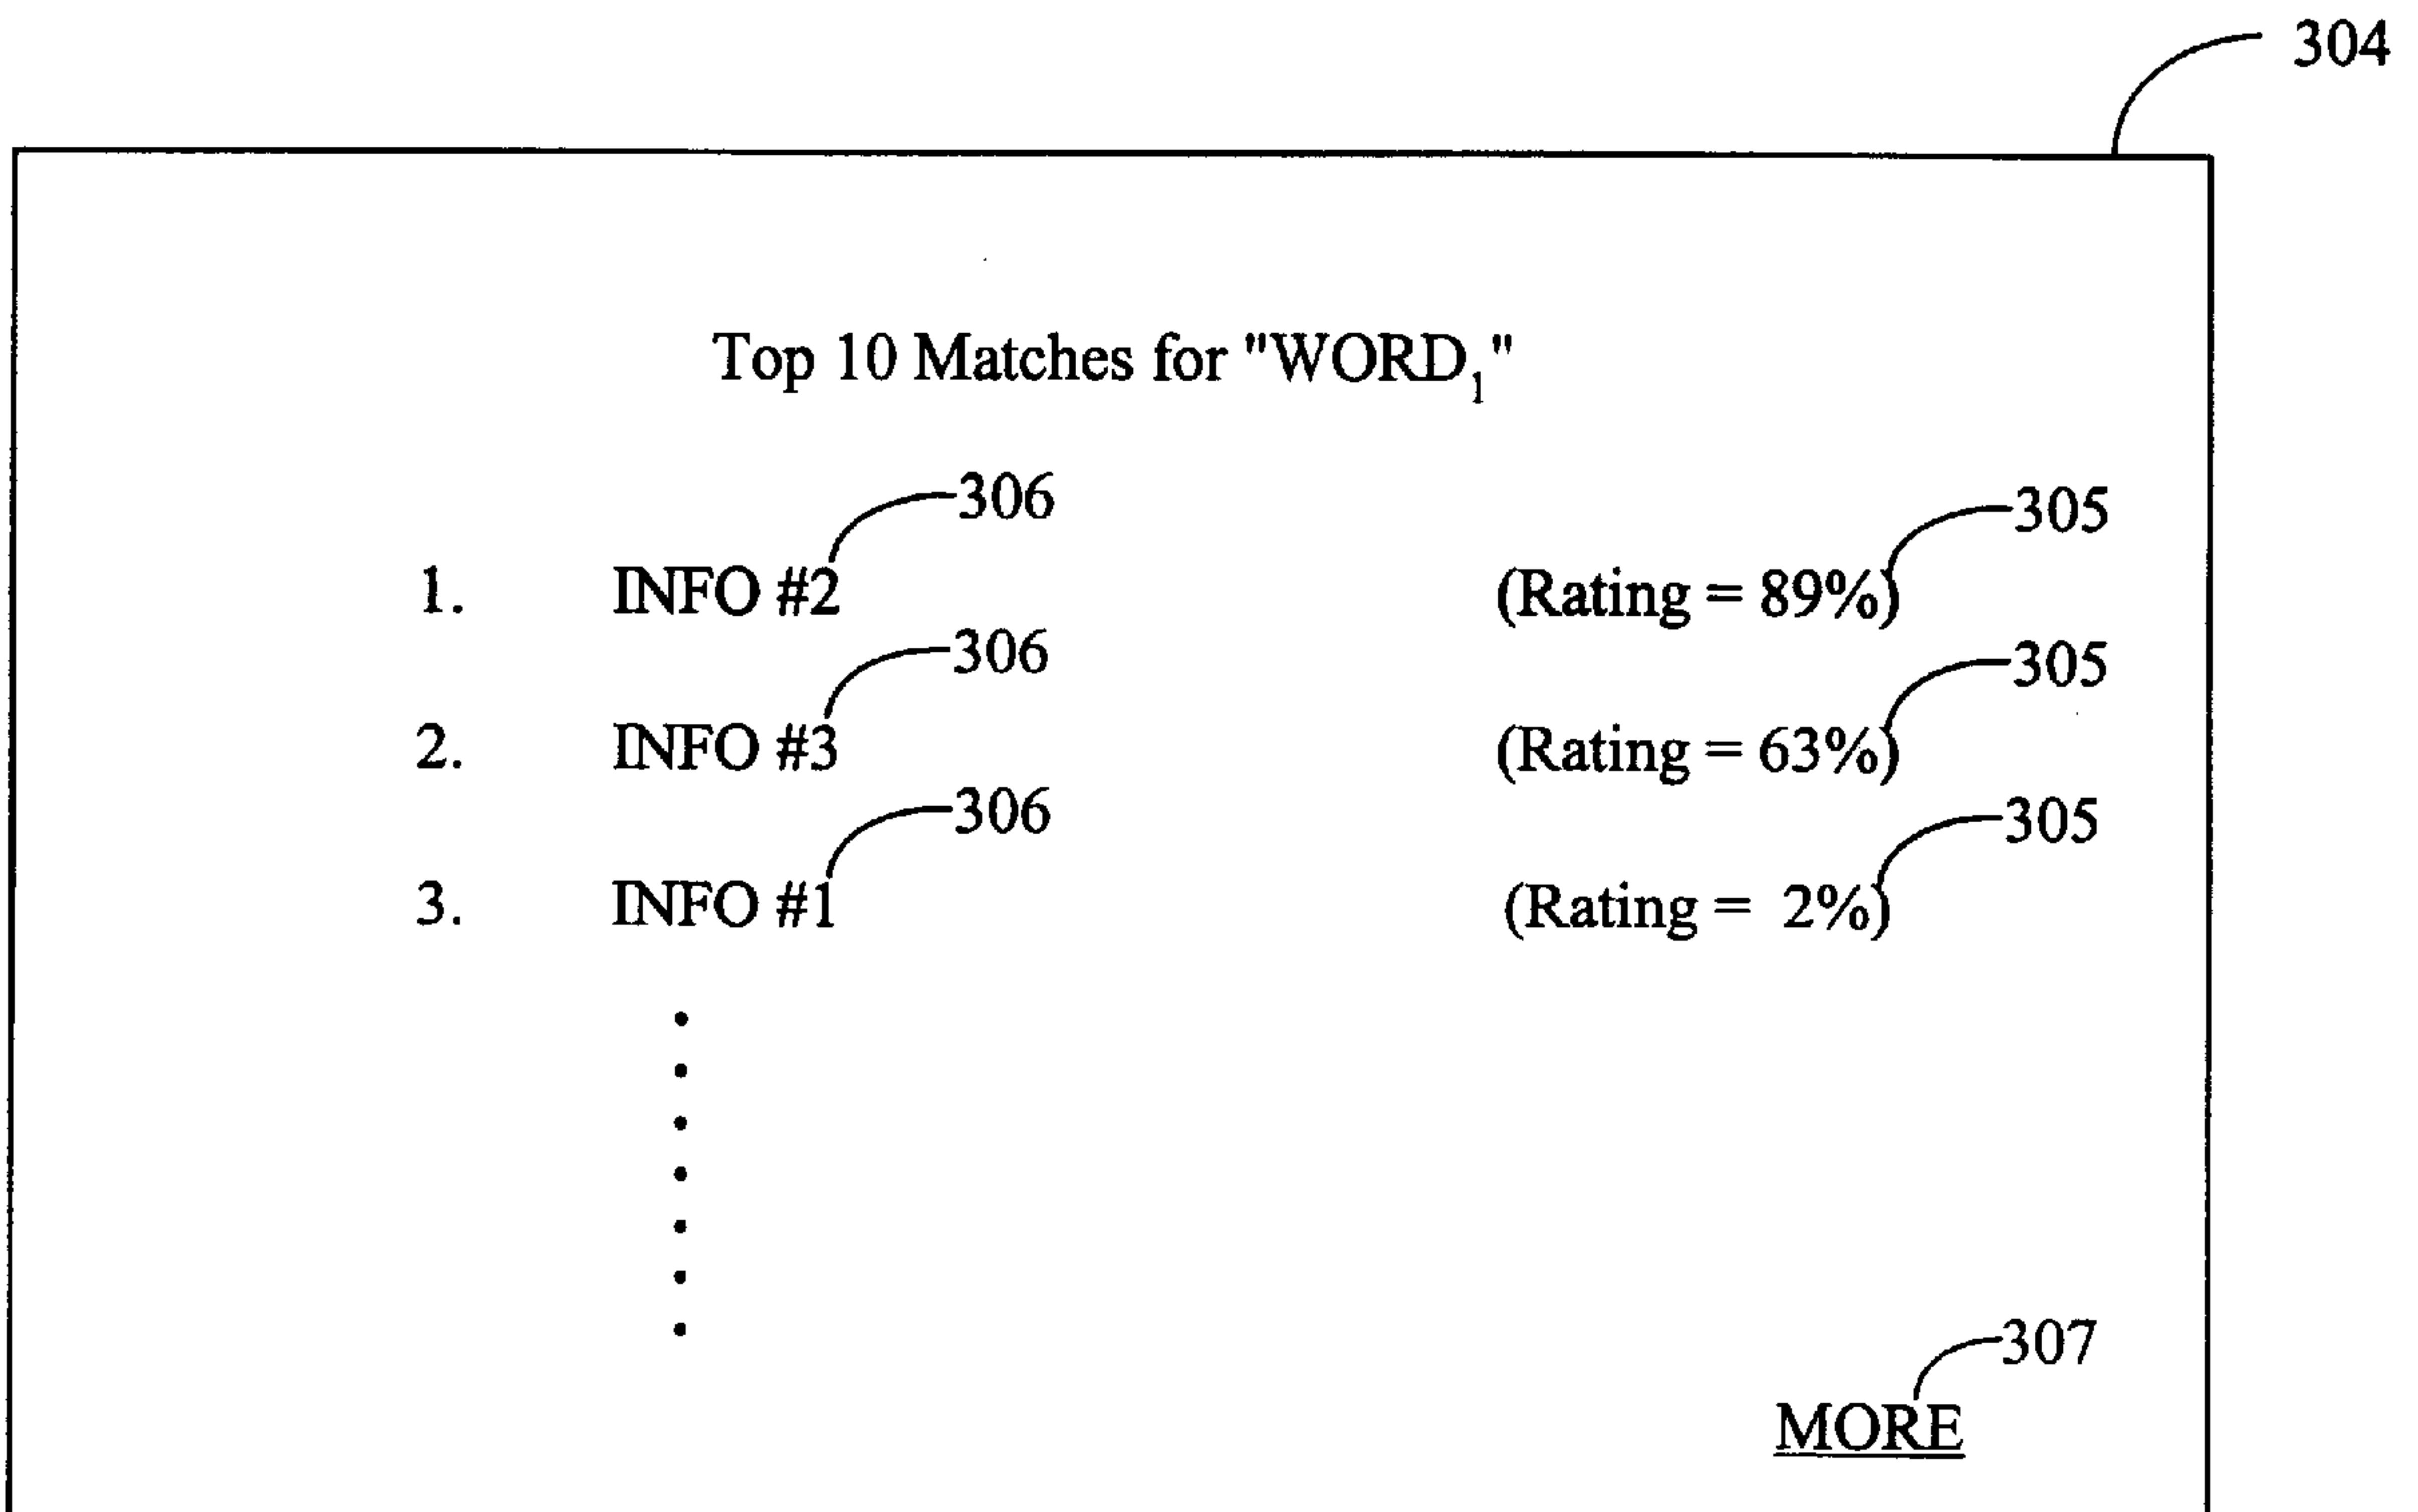 304
Top 10 Matches for "WORD₁"
306 305
1. INFO #2 (Rating = 89%)
306 305
2. INFO #3 (Rating = 63%)
306 305
3. INFO #1 (Rating = 2%)
307
MORE